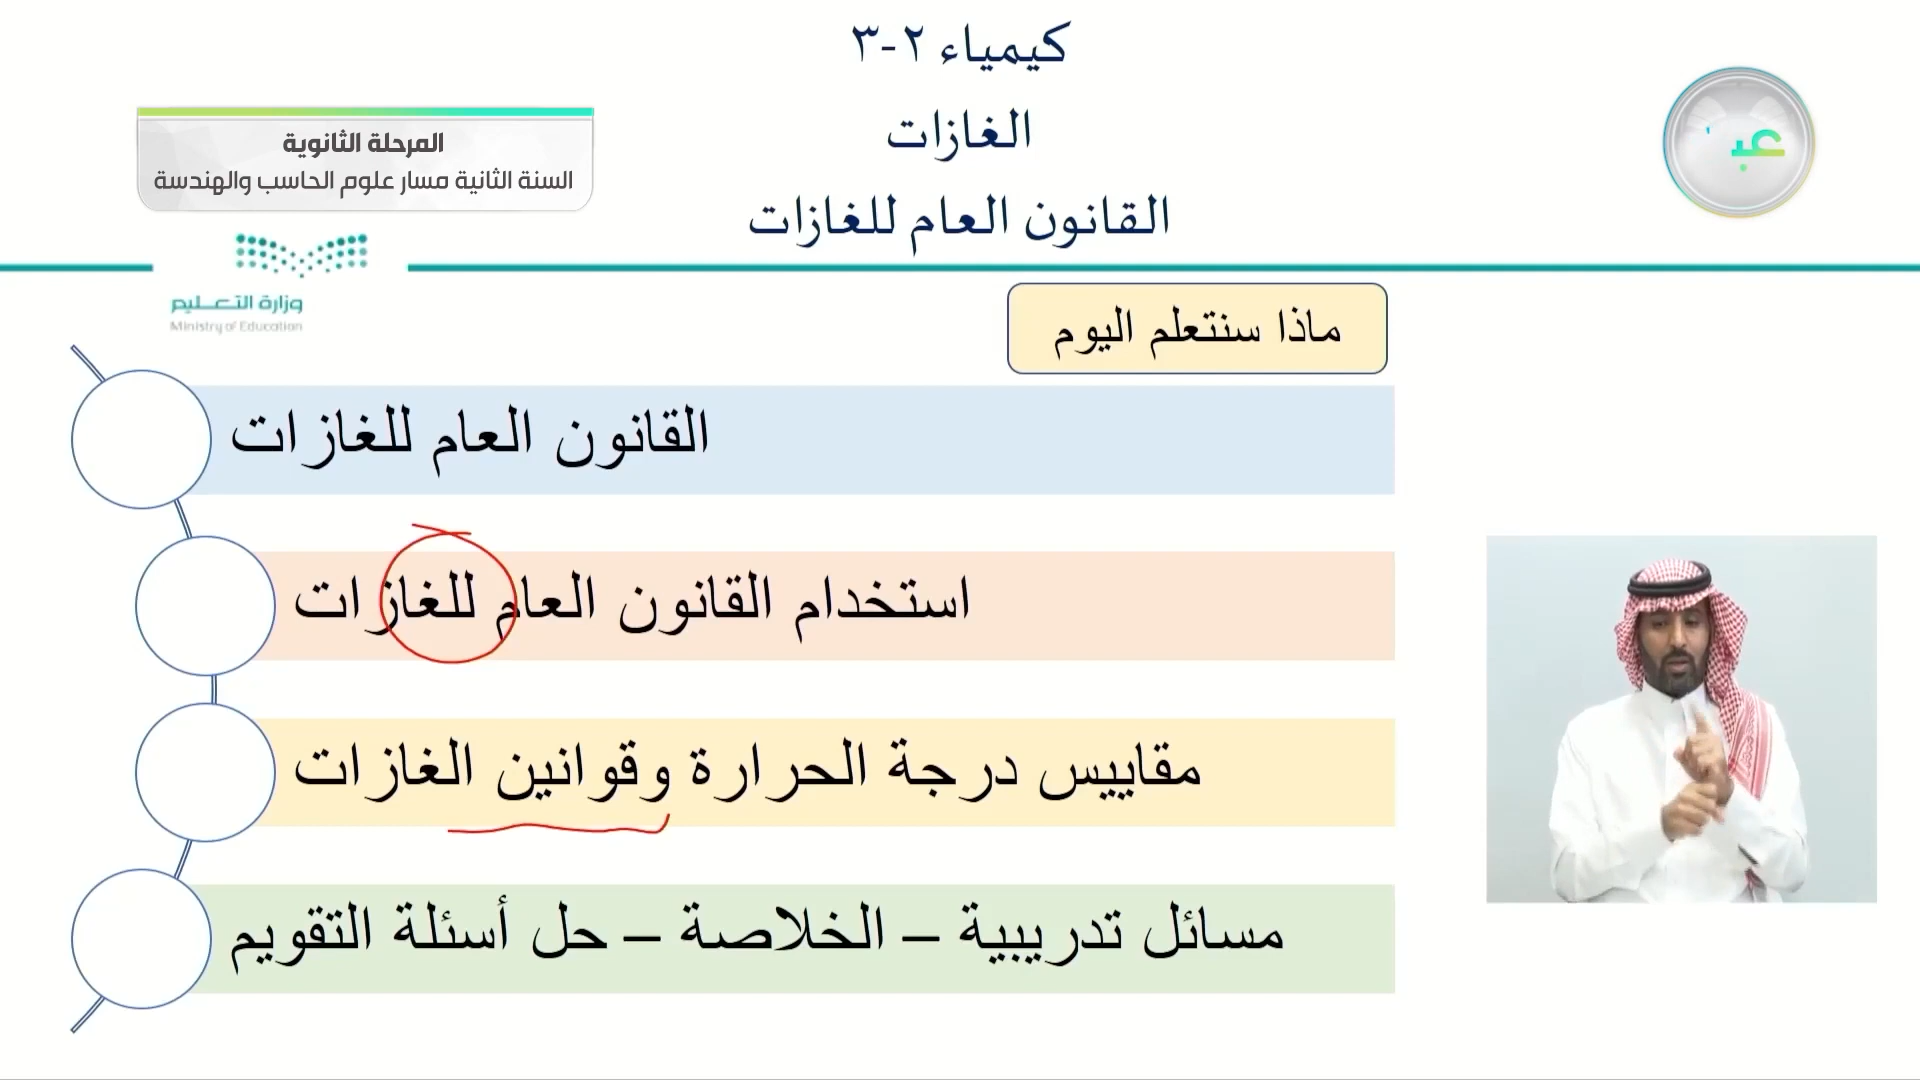 كيمياء ٢-٣
الغازات
القانون العام للغازات
المرحلة الثانوية
السنة الثانية مسار علوم الحاسب والهندسة
وزارة التعليم
Ministry of Education
ماذا سنتعلم اليوم
القانون العام للغازات
استخدام القانون العام للغازات
مقاييس درجة الحرارة وقوانين الغازات
مسائل تدريبية – الخلاصة – حل أسئلة التقويم